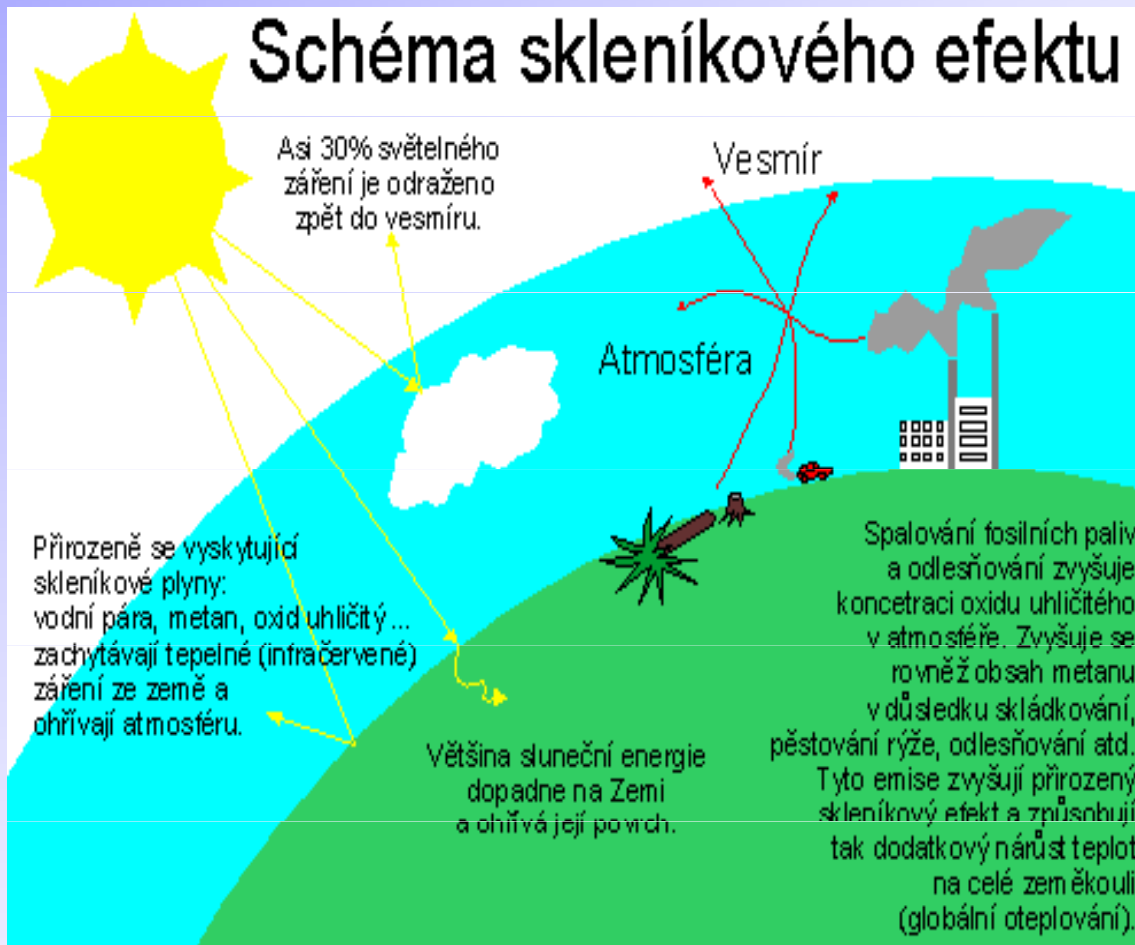 Schéma skleníkového efektu
Asi 30% světelného
záření je odraženo
zpět do vesmíru.
Vesmír
Atmosféra
Přirozeně se vyskytující
skleníkové plyny:
vodní pára, metan, oxid uhličitý ...
zachytávají tepelné (infračervené)
záření ze země a
ohřívají atmosféru.
Většina sluneční energie
dopadne na Zemi
a ohřívá její povrch.
Spalování fosilních paliv
a odlesňování zvyšuje
koncetraci oxidu uhličitého
v atmosféře. Zvyšuje se
rovněž obsah metanu
v důsledku skládkování,
pěstování rýže, odlesňování atd.
Tyto emise zvyšují přirozený
skleníkový efekt a způsobují
tak dodatkový nárůst teplot
na celé zeměkouli
(globální oteplování).